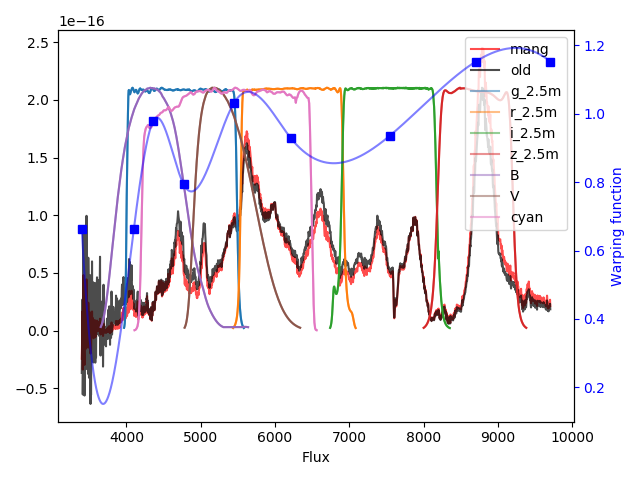 1e−16
2.5
2.0
1.5
1.0
0.5
0.0
−0.5
mang
old
g_2.5m
r_2.5m
i_2.5m
z_2.5m
B
V
cyan
1.2
1.0
0.8
0.6
0.4
0.2
Warping function
4000 5000 6000 7000 8000 9000 10000
Flux